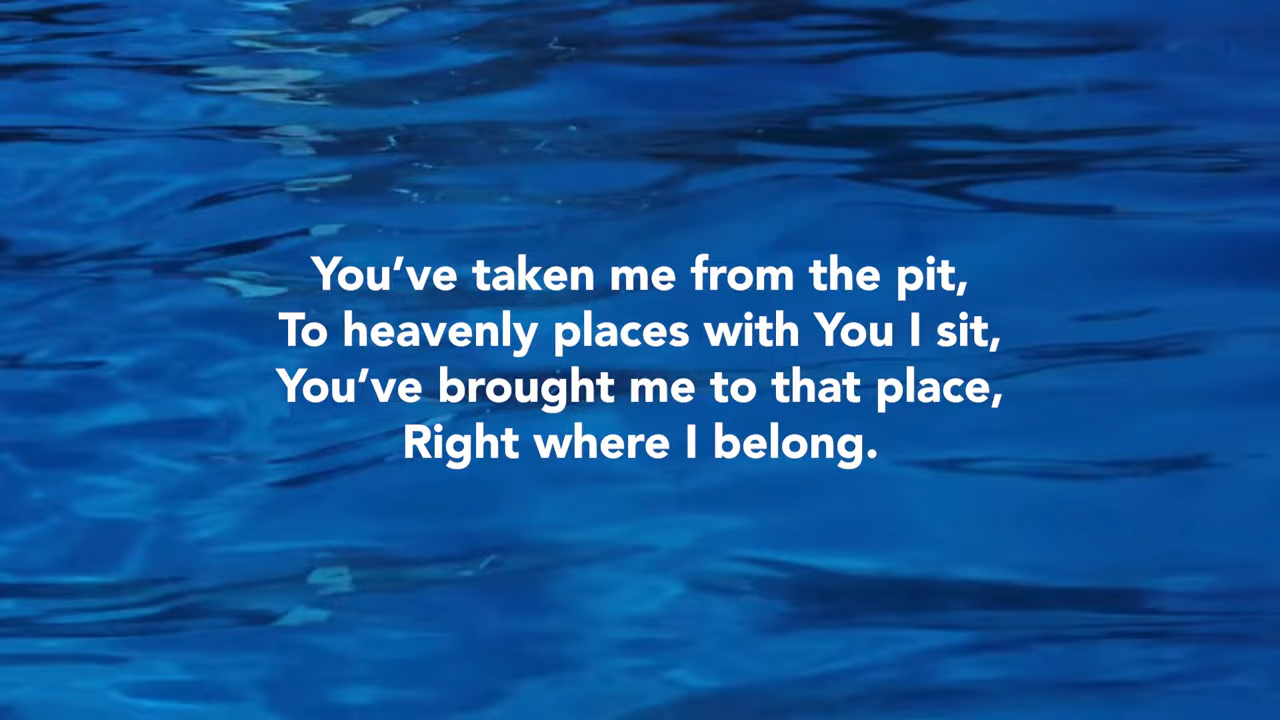 You’ve taken me from the pit,
To heavenly places with You I sit,
You’ve brought me to that place,
Right where I belong.